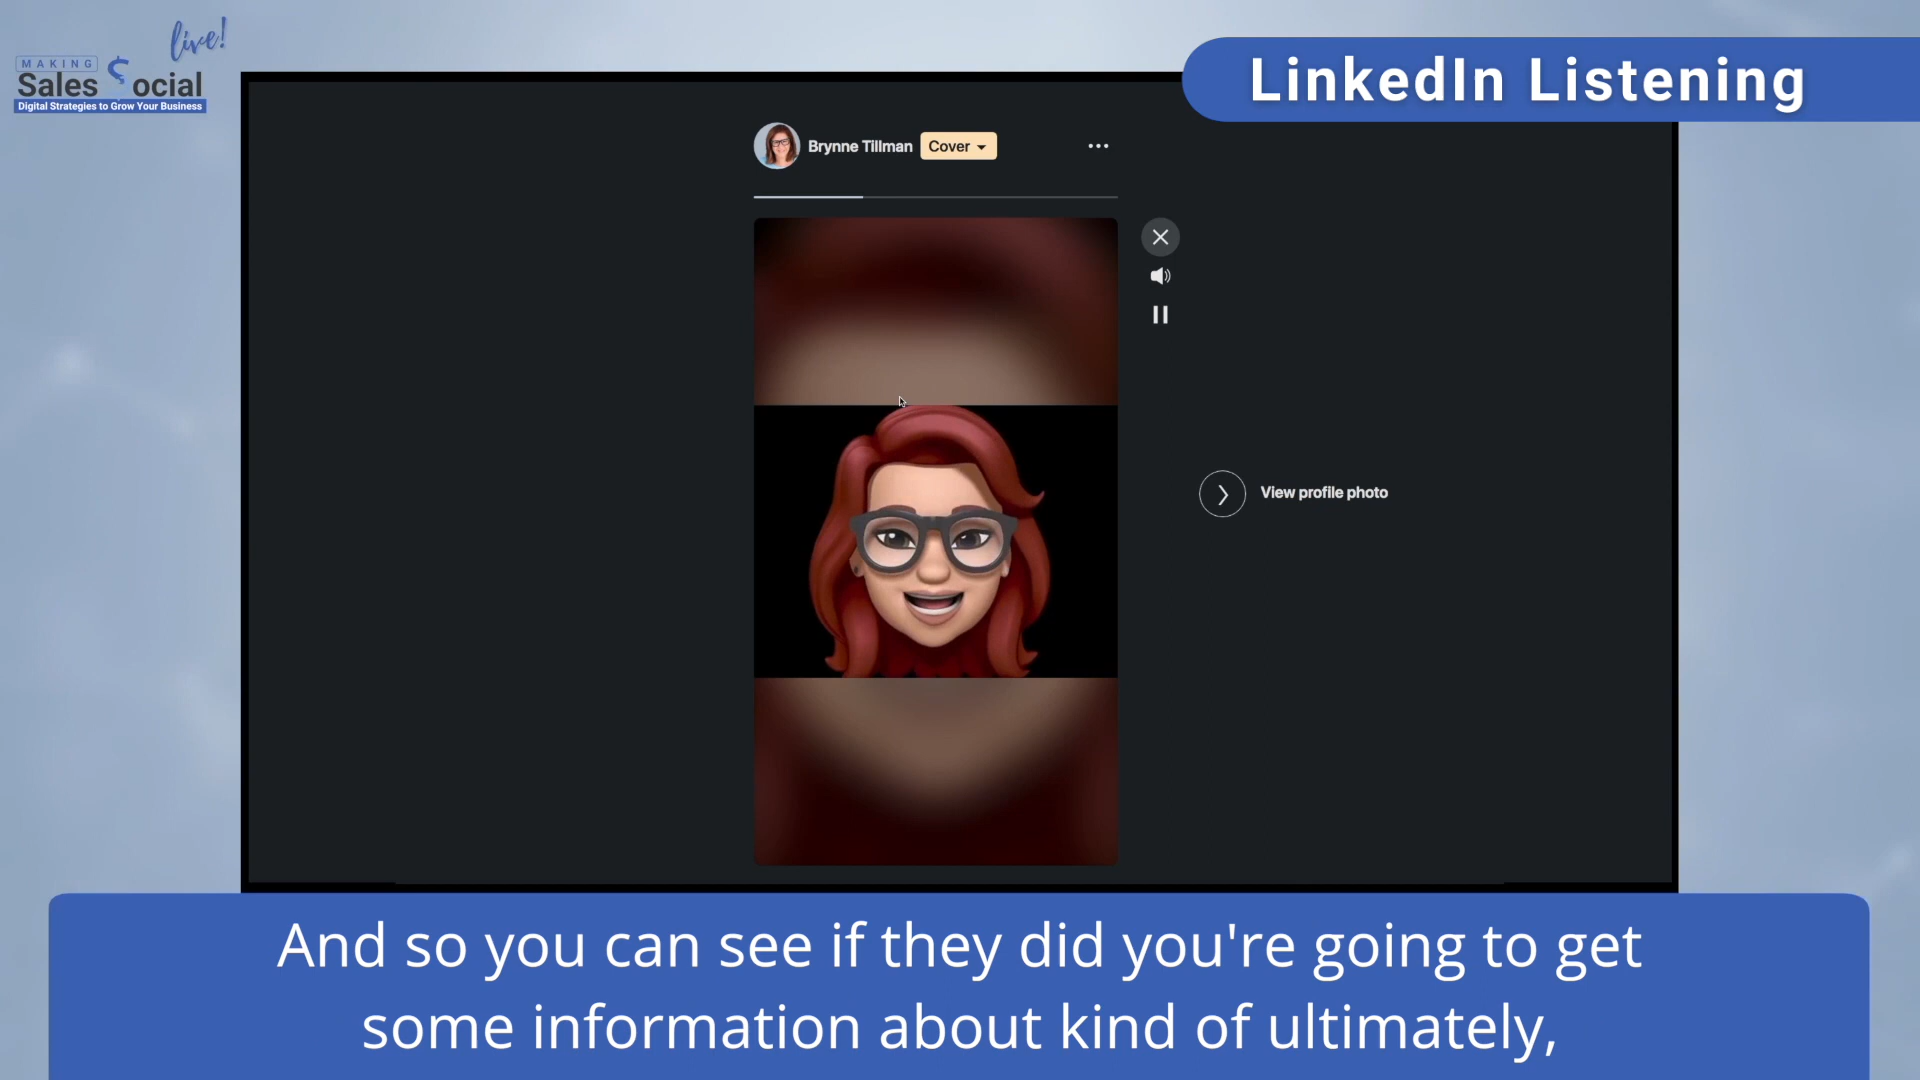 live!
MAKING
Sales Social
Digital Strategies to Grow Your Business
LinkedIn Listening
Brynne Tillman Cover
View profile photo
And so you can see if they did you're going to get
some information about kind of ultimately,